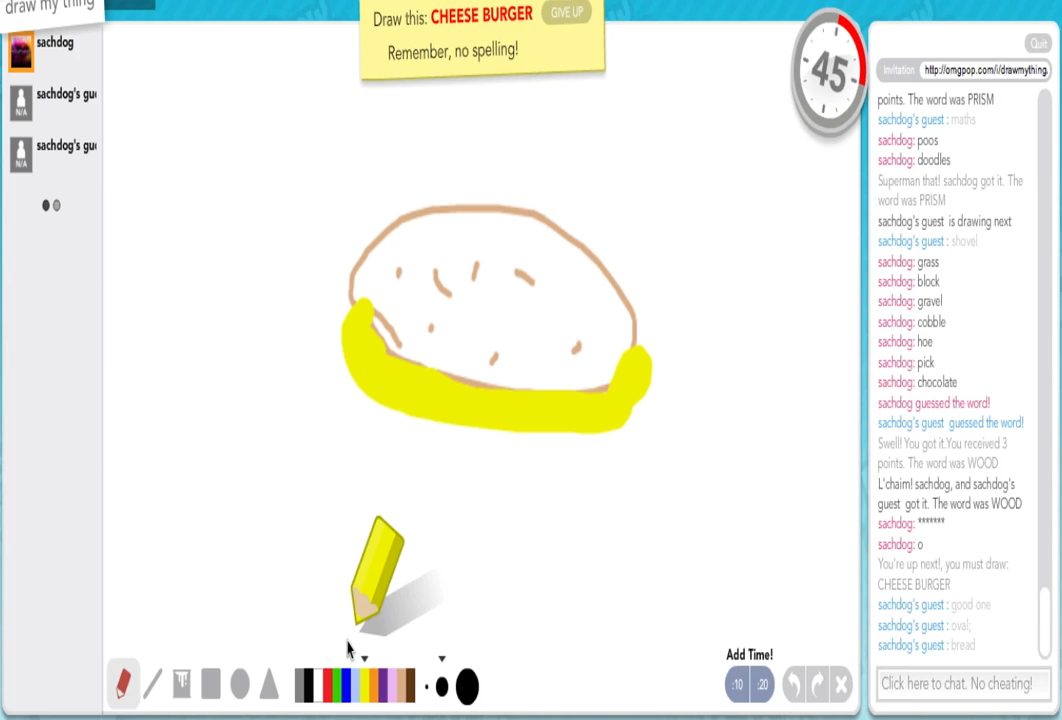 draw my thing
Draw this: CHEESE BURGER
GIVE UP
Remember, no spelling!
45
sachdog
N/A
sachdog's gu
N/A
sachdog's gu
N/A
Quit
Invitation
http://omgpop.com/i/drawmything.
points. The word was PRISM
sachdog's guest : maths
sachdog: poos
sachdog: doodles
Superman that! sachdog got it. The
word was PRISM
sachdog's guest is drawing next
sachdog's guest : shovel
sachdog: grass
sachdog: block
sachdog: gravel
sachdog: cobble
sachdog: hoe
sachdog: pick
sachdog: chocolate
sachdog guessed the word!
sachdog's guest guessed the word!
Swell! You got it.You received 3
points. The word was WOOD
L'chaim! sachdog, and sachdog's
guest got it. The word was WOOD
sachdog: *******
sachdog: o
You're up next!, you must draw:
CHEESE BURGER
sachdog's guest : good one
sachdog's guest : oval;
sachdog's guest : bread
Click here to chat. No cheating!
Add Time!
:10
:20